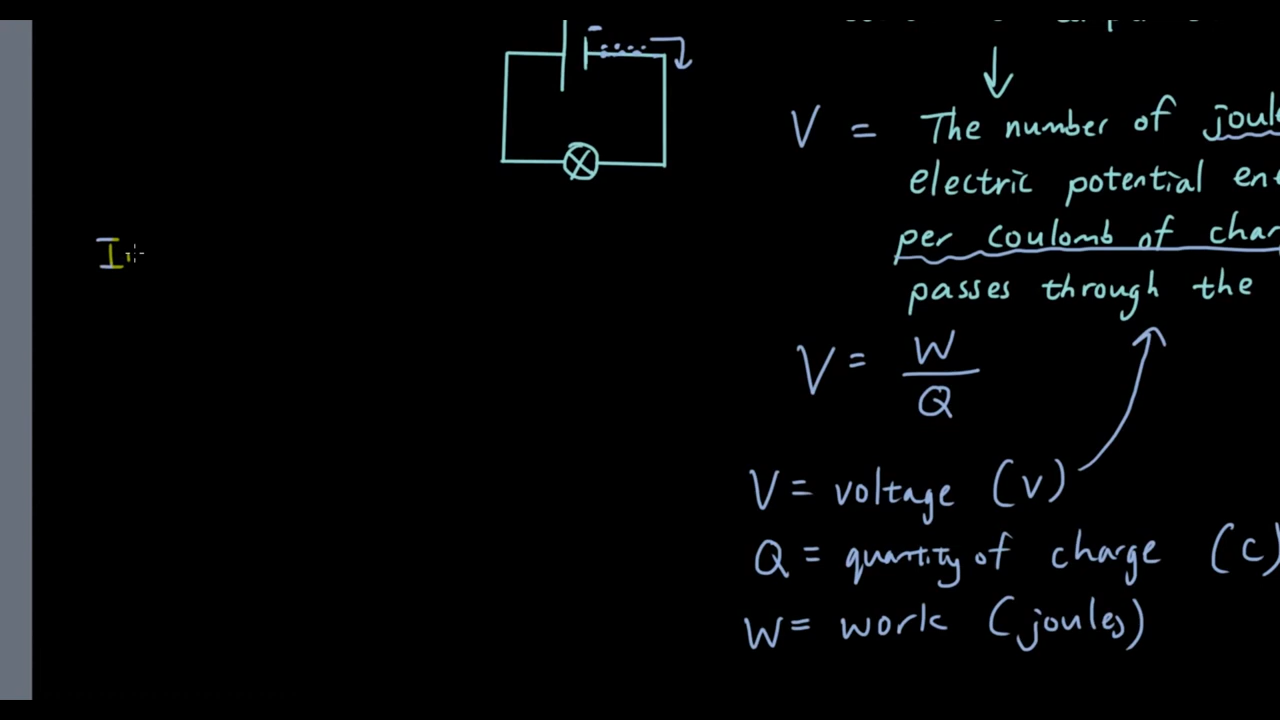 V = The number of
electric potential
per coulomb of
passes through the
V = W
Q
V = voltage (v)
Q = quantity of charge (C)
W = work (joules)